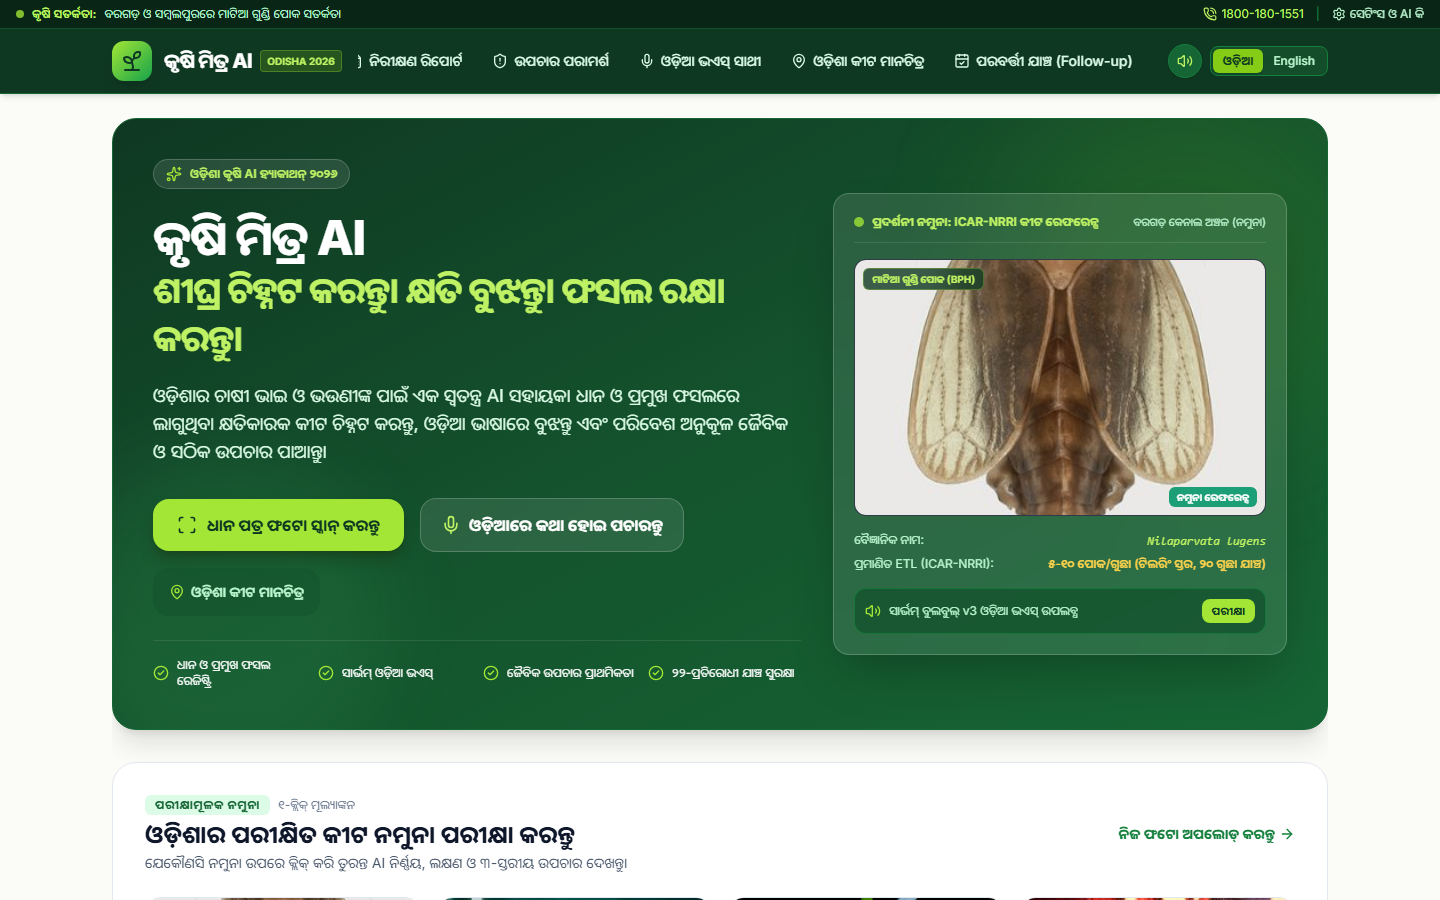 କୃଷି ସତର୍କତା: ବରଗଡ଼ ଓ ସମ୍ବଲପୁରରେ ମାଟିଆ ଗୁଣ୍ଡି ପୋକ ସତର୍କତା
1800-180-1551
ସେଟିଂସ ଓ AI କି
କୃଷି ମିତ୍ର AI
ODISHA 2026
ନିରୀକ୍ଷଣ ରିପୋର୍ଟ
ଉପଚାର ପରାମର୍ଶ
ଓଡ଼ିଆ ଭଏସ୍ ସାଥୀ
ଓଡ଼ିଶା କୀଟ ମାନଚିତ୍ର
ପରବର୍ତ୍ତୀ ଯାଞ୍ଚ (Follow-up)
ଓଡ଼ିଆ
English
ଓଡ଼ିଶା କୃଷି AI ହ୍ୟାକାଥନ୍ ୨୦୨୬
କୃଷି ମିତ୍ର AI
ଶୀଘ୍ର ଚିହ୍ନଟ କରନ୍ତୁ। କ୍ଷତି ବୁଝନ୍ତୁ। ଫସଲ ରକ୍ଷା
କରନ୍ତୁ।
ଓଡ଼ିଶାର ଚାଷୀ ଭାଇ ଓ ଭଉଣୀଙ୍କ ପାଇଁ ଏକ ସ୍ୱତନ୍ତ୍ର AI ସହାୟକ। ଧାନ ଓ ପ୍ରମୁଖ ଫସଲରେ
ଲାଗୁଥିବା କ୍ଷତିକାରକ କୀଟ ଚିହ୍ନଟ କରନ୍ତୁ, ଓଡ଼ିଆ ଭାଷାରେ ବୁଝନ୍ତୁ ଏବଂ ପରିବେଶ ଅନୁକୂଳ ଜୈବିକ
ଓ ସଠିକ ଉପଚାର ପାଆନ୍ତୁ।
ଧାନ ପତ୍ର ଫଟୋ ସ୍କାନ୍ କରନ୍ତୁ
ଓଡ଼ିଆରେ କଥା ହୋଇ ପଚାରନ୍ତୁ
ଓଡ଼ିଶା କୀଟ ମାନଚିତ୍ର
ଧାନ ଓ ପ୍ରମୁଖ ଫସଲ
ରେଜିଷ୍ଟ୍ରି
ସାର୍ଭମ୍ ଓଡ଼ିଆ ଭଏସ୍
ଜୈବିକ ଉପଚାର ପ୍ରାଥମିକତା
୨୨-ପ୍ରତିରୋଧୀ ଯାଞ୍ଚ ସୁରକ୍ଷା
ପ୍ରଦର୍ଶନୀ ନମୁନା: ICAR-NRRI କୀଟ ରେଫରେନ୍ସ
ବରଗଡ଼ କେନାଲ ଅଞ୍ଚଳ (ନମୁନା)
ମାଟିଆ ଗୁଣ୍ଡି ପୋକ (BPH)
ନମୁନା ରେଫରେନ୍ସ
ବୈଜ୍ଞାନିକ ନାମ:
Nilaparvata lugens
ପ୍ରମାଣିତ ETL (ICAR-NRRI):
୫-୧୦ ପୋକ/ଗୁଛା (ଟିଲରିଂ ସ୍ତର, ୨୦ ଗୁଛା ଯାଞ୍ଚ)
ସାର୍ଭମ୍ ବୁଲବୁଲ୍ v3 ଓଡ଼ିଆ ଭଏସ୍ ଉପଲବ୍ଧ
ପରୀକ୍ଷା
ପରୀକ୍ଷାମୂଳକ ନମୁନା
୧-କ୍ଲିକ୍ ମୂଲ୍ୟାଙ୍କନ
ଓଡ଼ିଶାର ପରୀକ୍ଷିତ କୀଟ ନମୁନା ପରୀକ୍ଷା କରନ୍ତୁ
ନିଜ ଫଟୋ ଅପଲୋଡ୍ କରନ୍ତୁ
ଯେକୌଣସି ନମୁନା ଉପରେ କ୍ଲିକ୍ କରି ତୁରନ୍ତ AI ନିର୍ଣ୍ଣୟ, ଲକ୍ଷଣ ଓ ୩-ସ୍ତରୀୟ ଉପଚାର ଦେଖନ୍ତୁ।